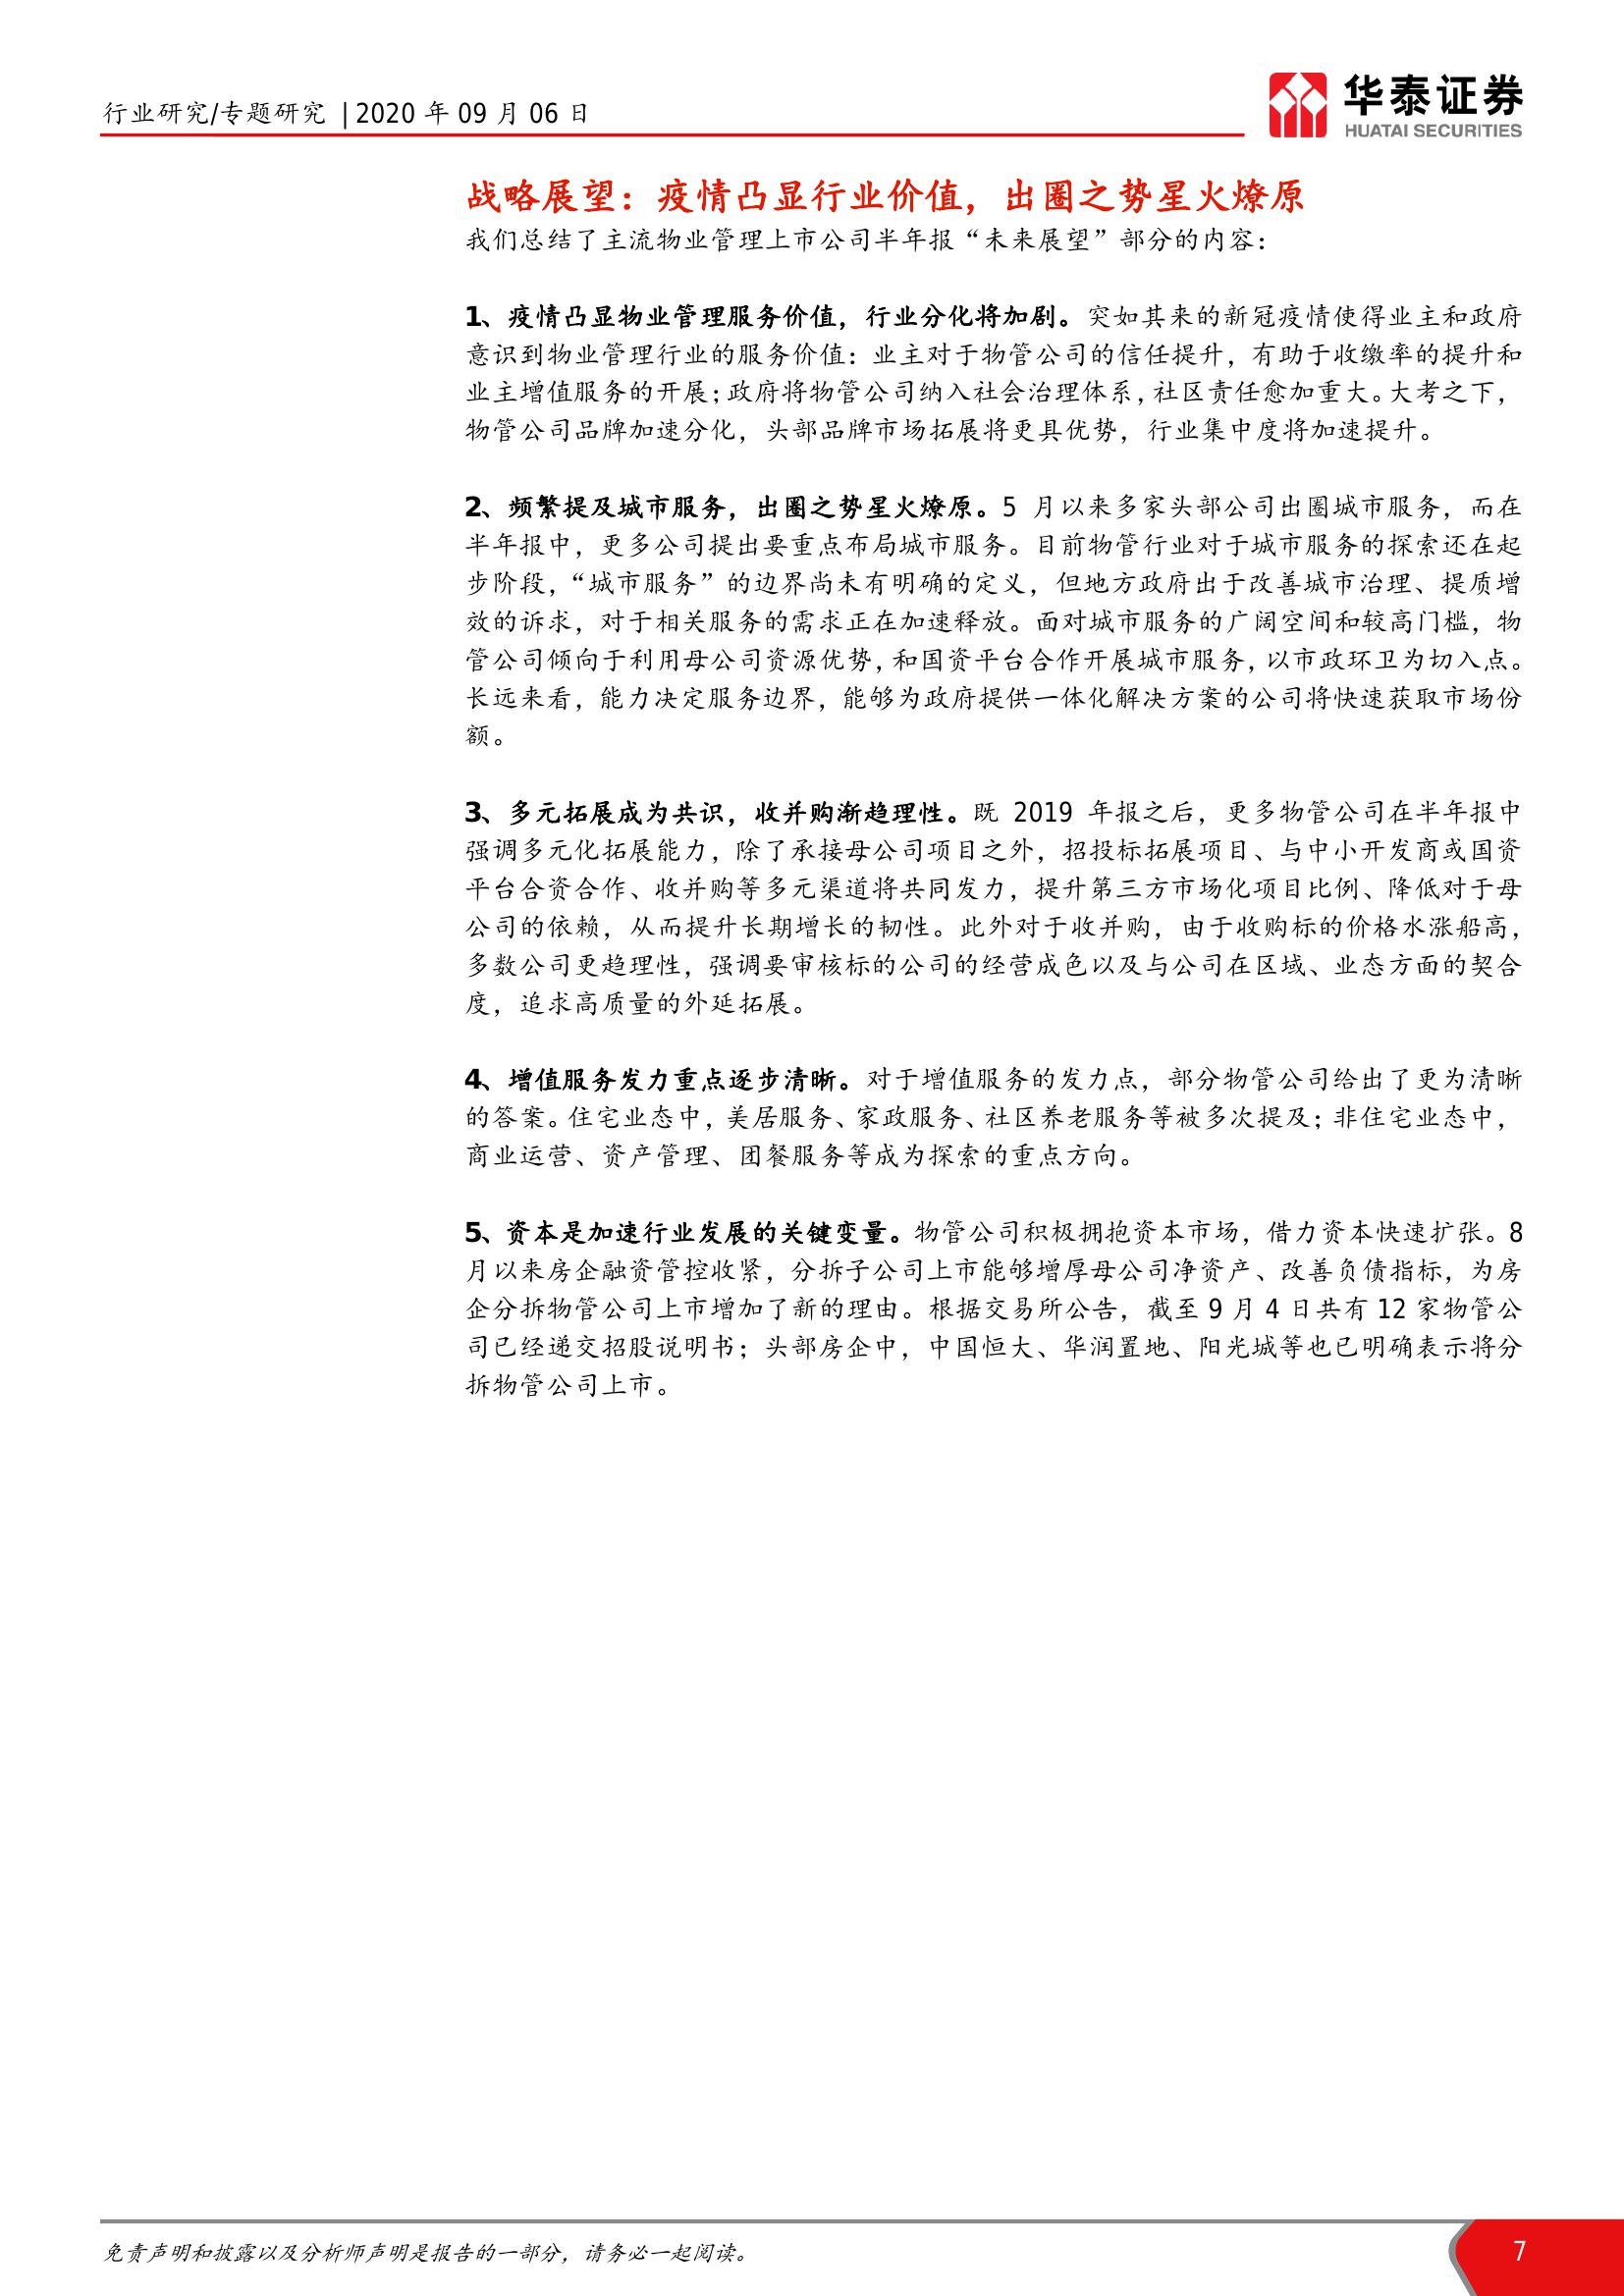 行业研究/专题研究 | 2020 年 09 月 06 日
华泰证券
HUATAI SECURITIES
战略展望：疫情凸显行业价值，出圈之势星火燎原
我们总结了主流物业管理上市公司半年报“未来展望”部分的内容：
1、疫情凸显物业管理服务价值，行业分化将加剧。突如其来的新冠疫情使得业主和政府
意识到物业管理行业的服务价值：业主对于物管公司的信任提升，有助于收缴率的提升和
业主增值服务的开展；政府将物管公司纳入社会治理体系，社区责任愈加重大。大考之下，
物管公司品牌加速分化，头部品牌市场拓展将更具优势，行业集中度将加速提升。
2、频繁提及城市服务，出圈之势星火燎原。5 月以来多家头部公司出圈城市服务，而在
半年报中，更多公司提出要重点布局城市服务。目前物管行业对于城市服务的探索还在起
步阶段，“城市服务”的边界尚未有明确的定义，但地方政府出于改善城市治理、提质增
效的诉求，对于相关服务的需求正在加速释放。面对城市服务的广阔空间和较高门槛，物
管公司倾向于利用母公司资源优势，和国资平台合作开展城市服务，以市政环卫为切入点。
长远来看，能力决定服务边界，能够为政府提供一体化解决方案的公司将快速获取市场份
额。
3、多元拓展成为共识，收并购渐趋理性。既 2019 年报之后，更多物管公司在半年报中
强调多元化拓展能力，除了承接母公司项目之外，招投标拓展项目、与中小开发商或国资
平台合资合作、收并购等多元渠道将共同发力，提升第三方市场化项目比例、降低对于母
公司的依赖，从而提升长期增长的韧性。此外对于收并购，由于收购标的价格水涨船高，
多数公司更趋理性，强调要审核标的公司的经营成色以及与公司在区域、业态方面的契合
度，追求高质量的外延拓展。
4、增值服务发力重点逐步清晰。对于增值服务的发力点，部分物管公司给出了更为清晰
的答案。住宅业态中，美居服务、家政服务、社区养老服务等被多次提及；非住宅业态中，
商业运营、资产管理、团餐服务等成为探索的重点方向。
5、资本是加速行业发展的关键变量。物管公司积极拥抱资本市场，借力资本快速扩张。8
月以来房企融资管控收紧，分拆子公司上市能够增厚母公司净资产、改善负债指标，为房
企分拆物管公司上市增加了新的理由。根据交易所公告，截至 9 月 4 日共有 12 家物管公
司已经递交招股说明书；头部房企中，中国恒大、华润置地、阳光城等也已明确表示将分
拆物管公司上市。
免责声明和披露以及分析师声明是报告的一部分，请务必一起阅读。
7